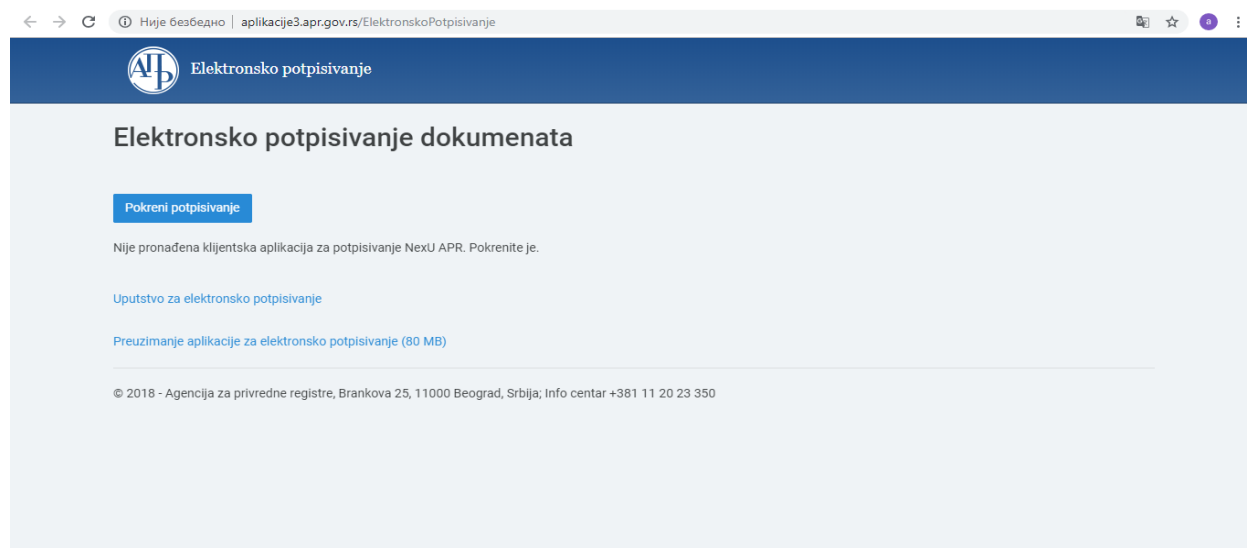 Није безбедно | aplikacije3.apr.gov.rs/ElektronskoPotpisivanje
a
АПР Elektronsko potpisivanje
Elektronsko potpisivanje dokumenata
Pokreni potpisivanje
Nije pronađena klijentska aplikacija za potpisivanje NexU APR. Pokrenite je.
Uputstvo za elektronsko potpisivanje
Preuzimanje aplikacije za elektronsko potpisivanje (80 MB)
© 2018 - Agencija za privredne registre, Brankova 25, 11000 Beograd, Srbija; Info centar +381 11 20 23 350